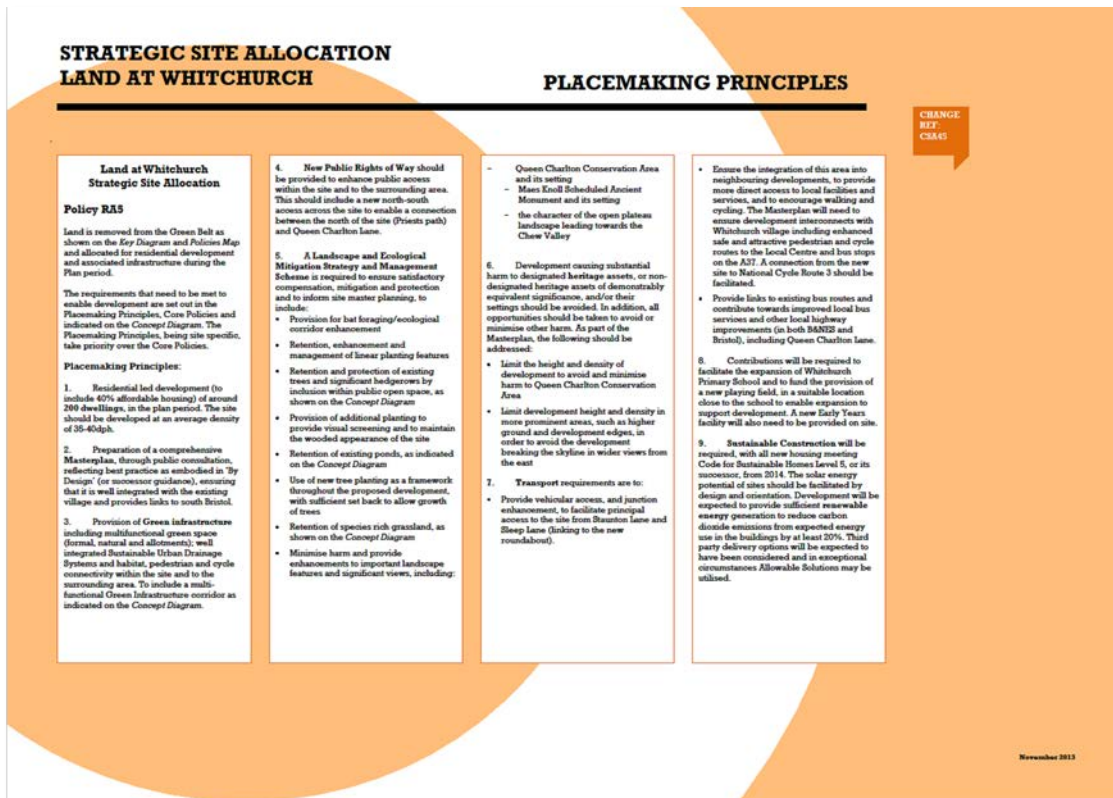 STRATEGIC SITE ALLOCATION
LAND AT WHITCHURCH
PLACEMAKING PRINCIPLES
CHANGE
REF:
CSA45
Land at Whitchurch
Strategic Site Allocation
Policy RA5
Land is removed from the Green Belt as
shown on the Key Diagram and Policies Map
and allocated for residential development
and associated infrastructure during the
Plan period.
The requirements that need to be met to
enable development are set out in the
Placemaking Principles, Core Policies and
indicated on the Concept Diagram. The
Placemaking Principles, being site specific,
take priority over the Core Policies.
Placemaking Principles:
1. Residential led development (to
include 40% affordable housing) of around
200 dwellings, in the plan period. The site
should be developed at an average density
of 35-40dph.
2. Preparation of a comprehensive
Masterplan, through public consultation,
reflecting best practice as embodied in 'By
Design' (or successor guidance), ensuring
that it is well integrated with the existing
village and provides links to south Bristol.
3. Provision of Green infrastructure
including multifunctional green space
(formal, natural and allotments); well
integrated Sustainable Urban Drainage
Systems and habitat, pedestrian and cycle
connectivity within the site and to the
surrounding area. To include a multi-
functional Green Infrastructure corridor as
indicated on the Concept Diagram.
4. New Public Rights of Way should
be provided to enhance public access
within the site and to the surrounding area.
This should include a new north-south
access across the site to enable a connection
between the north of the site (Priests path)
and Queen Charlton Lane.
5. A Landscape and Ecological
Mitigation Strategy and Management
Scheme is required to ensure satisfactory
compensation, mitigation and protection
and to inform site master planning, to
include:
• Provision for bat foraging/ecological
corridor enhancement
• Retention, enhancement and
management of linear planting features
• Retention and protection of existing
trees and significant hedgerows by
inclusion within public open space, as
shown on the Concept Diagram
• Provision of additional planting to
provide visual screening and to maintain
the wooded appearance of the site
• Retention of existing ponds, as indicated
on the Concept Diagram
• Use of new tree planting as a framework
throughout the proposed development,
with sufficient set back to allow growth
of trees
• Retention of species rich grassland, as
shown on the Concept Diagram
• Minimise harm and provide
enhancements to important landscape
features and significant views, including:
– Queen Charlton Conservation Area
and its setting
– Maes Knoll Scheduled Ancient
Monument and its setting
– the character of the open plateau
landscape leading towards the
Chew Valley
6. Development causing substantial
harm to designated heritage assets, or non-
designated heritage assets of demonstrably
equivalent significance, and/or their
settings should be avoided. In addition, all
opportunities should be taken to avoid or
minimise other harm. As part of the
Masterplan, the following should be
addressed:
• Limit the height and density of
development to avoid and minimise
harm to Queen Charlton Conservation
Area
• Limit development height and density in
more prominent areas, such as higher
ground and development edges, in
order to avoid the development
breaking the skyline in wider views from
the east
7. Transport requirements are to:
• Provide vehicular access, and junction
enhancement, to facilitate principal
access to the site from Staunton Lane and
Sleep Lane (linking to the new
roundabout).
• Ensure the integration of this area into
neighbouring developments, to provide
more direct access to local facilities and
services, and to encourage walking and
cycling. The Masterplan will need to
ensure development interconnects with
Whitchurch village including enhanced
safe and attractive pedestrian and cycle
routes to the Local Centre and bus stops
on the A37. A connection from the new
site to National Cycle Route 3 should be
facilitated.
• Provide links to existing bus routes and
contribute towards improved local bus
services and other local highway
improvements (in both B&NES and
Bristol), including Queen Charlton Lane.
8. Contributions will be required to
facilitate the expansion of Whitchurch
Primary School and to fund the provision of
a new playing field, in a suitable location
close to the school to enable expansion to
support development. A new Early Years
facility will also need to be provided on site.
9. Sustainable Construction will be
required, with all new housing meeting
Code for Sustainable Homes Level 5, or its
successor, from 2014. The solar energy
potential of sites should be facilitated by
design and orientation. Development will be
expected to provide sufficient renewable
energy generation to reduce carbon
dioxide emissions from expected energy
use in the buildings by at least 20%. Third
party delivery options will be expected to
have been considered and in exceptional
circumstances Allowable Solutions may be
utilised.
November 2013